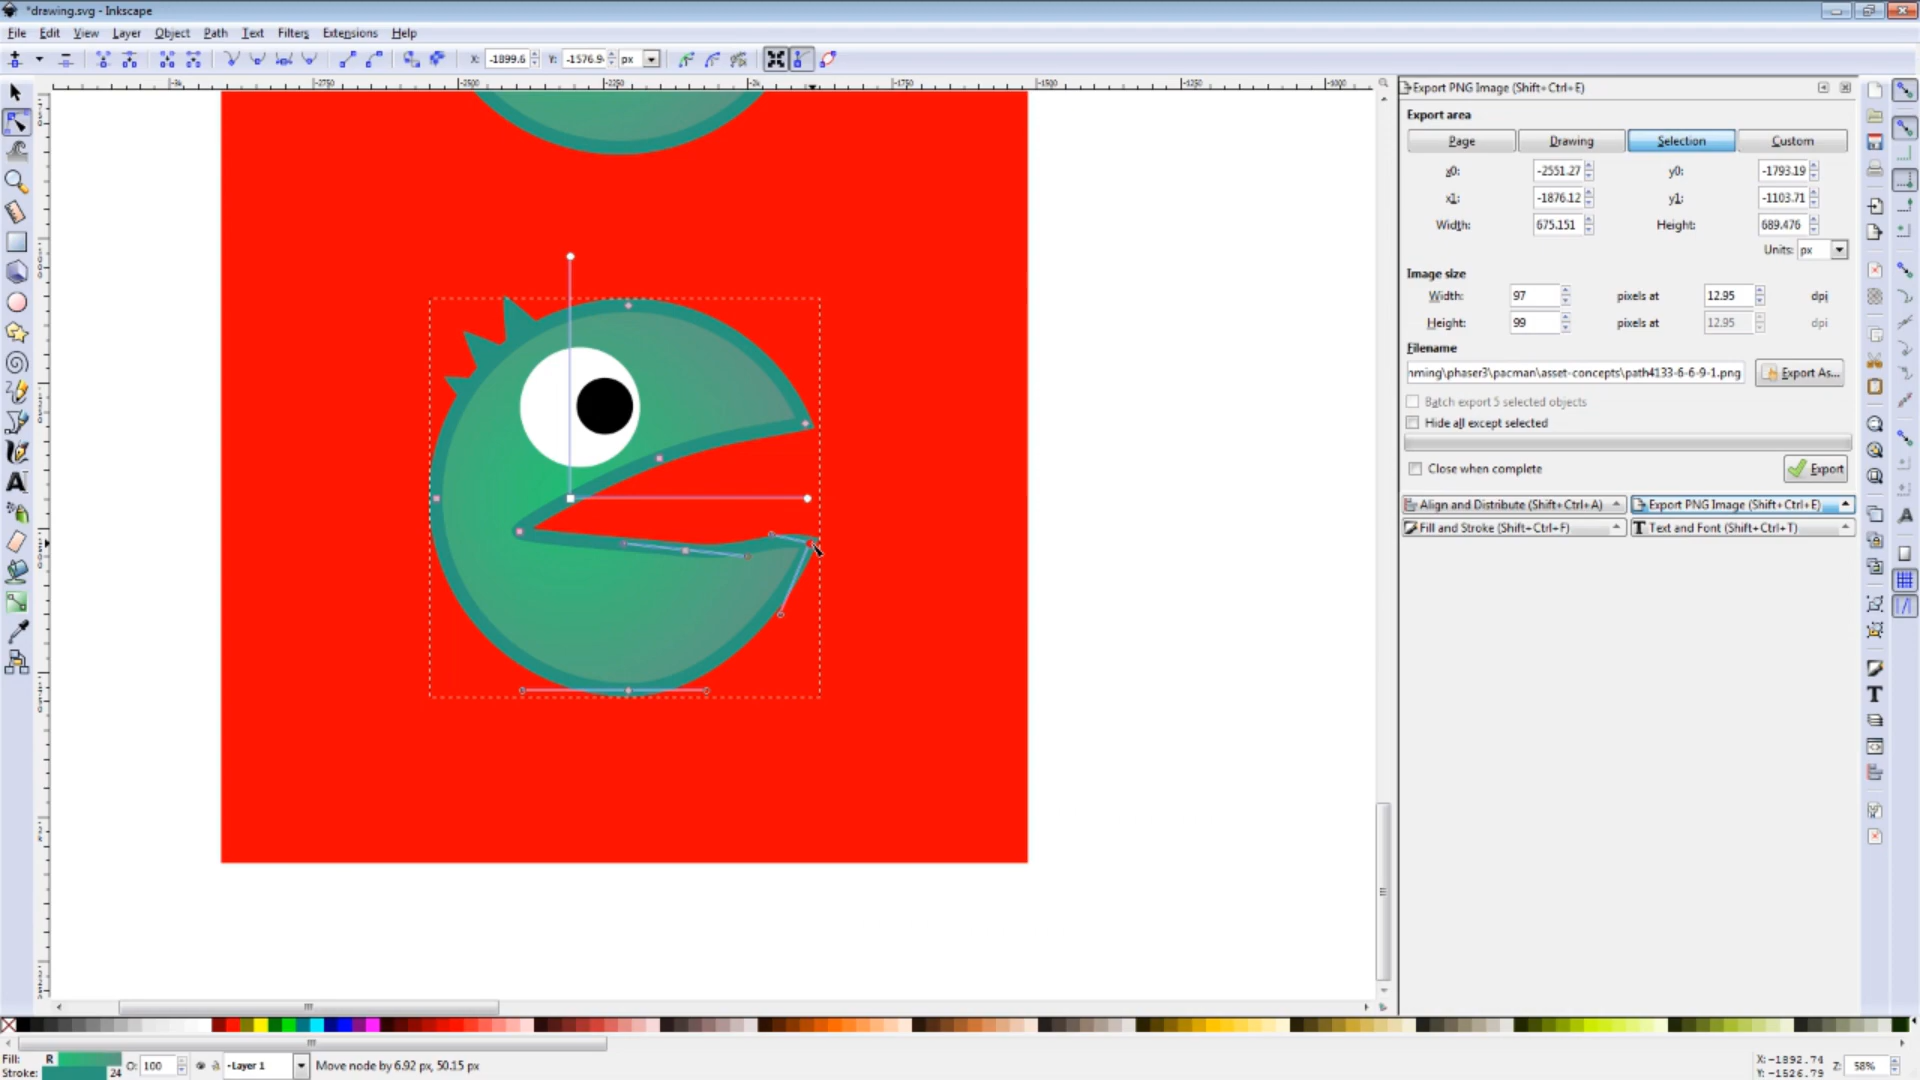 *drawing.svg - Inkscape
File Edit View Layer Object Path Text Filters Extensions Help
X: -1899.6 Y: -1576.9 px
Export PNG Image (Shift+Ctrl+E)
Export area
Page Drawing Selection Custom
x0: -2551.27 y0: -1793.19
x1: -1876.12 y1: -1103.71
Width: 675.151 Height: 689.476
Units: px
Image size
Width: 97 pixels at 12.95 dpi
Height: 99 pixels at 12.95 dpi
Filename
nming\phaser3\pacman\asset-concepts\path4133-6-6-9-1.png Export As...
Batch export 5 selected objects
Hide all except selected
Close when complete Export
Align and Distribute (Shift+Ctrl+A) Export PNG Image (Shift+Ctrl+E)
Fill and Stroke (Shift+Ctrl+F) Text and Font (Shift+Ctrl+T)
Fill: R
Stroke: 24
O: 100 -Layer 1 Move node by 6.92 px, 50.15 px
X: -1892.74
Y: -1526.79
Z: 58%